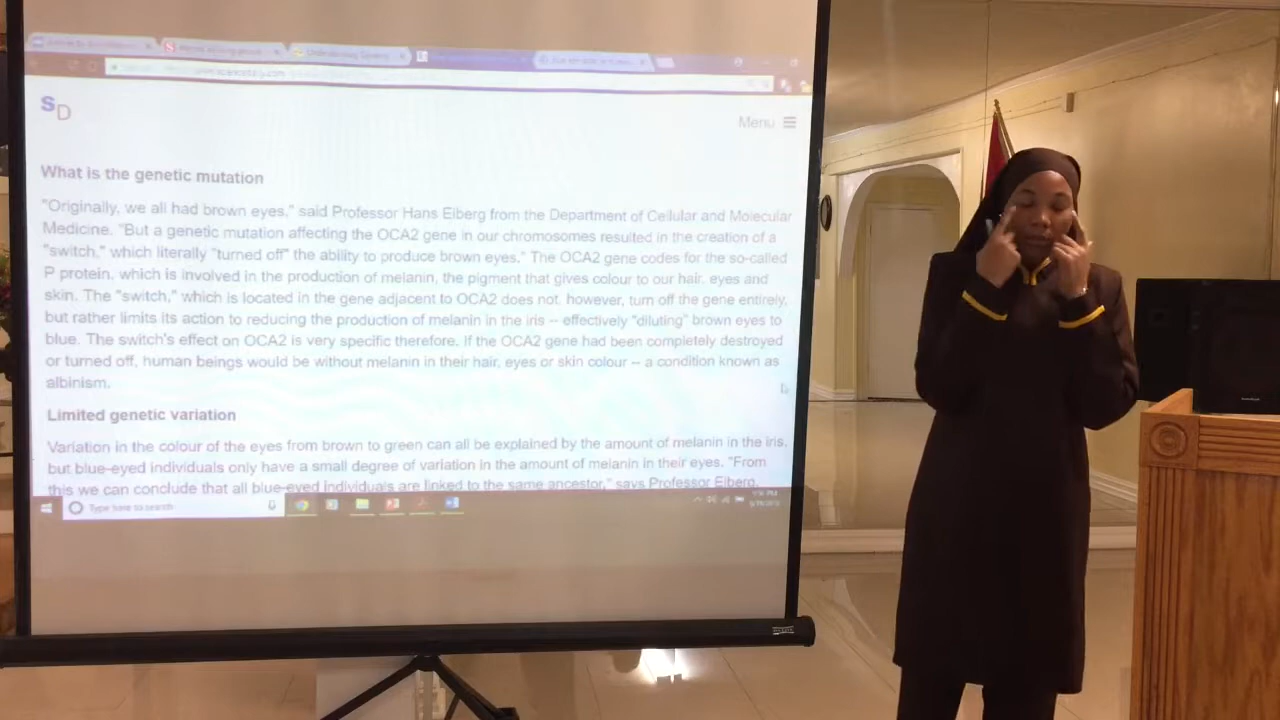 SD
Menu
What is the genetic mutation
"Originally, we all had brown eyes," said Professor Hans Eiberg from the Department of Cellular and Molecular
Medicine. "But a genetic mutation affecting the OCA2 gene in our chromosomes resulted in the creation of a
"switch," which literally "turned off" the ability to produce brown eyes." The OCA2 gene codes for the so-called
P protein, which is involved in the production of melanin, the pigment that gives colour to our hair, eyes and
skin. The "switch," which is located in the gene adjacent to OCA2 does not, however, turn off the gene entirely,
but rather limits its action to reducing the production of melanin in the iris -- effectively "diluting" brown eyes to
blue. The switch's effect on OCA2 is very specific therefore. If the OCA2 gene had been completely destroyed
or turned off, human beings would be without melanin in their hair, eyes or skin colour -- a condition known as
albinism.
Limited genetic variation
Variation in the colour of the eyes from brown to green can all be explained by the amount of melanin in the iris,
but blue-eyed individuals only have a small degree of variation in the amount of melanin in their eyes. "From
this we can conclude that all blue-eyed individuals are linked to the same ancestor," says Professor Eiberg.
Type here to search